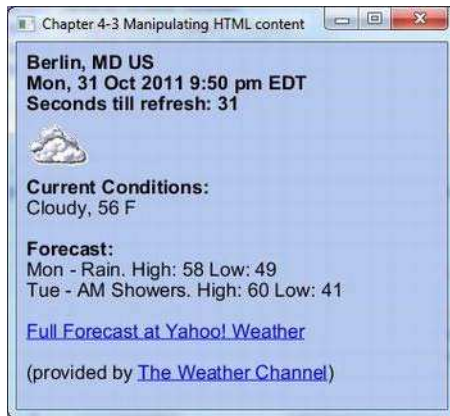 Chapter 4-3 Manipulating HTML content
Berlin, MD US
Mon, 31 Oct 2011 9:50 pm EDT
Seconds till refresh: 31
Current Conditions:
Cloudy, 56 F
Forecast:
Mon - Rain. High: 58 Low: 49
Tue - AM Showers. High: 60 Low: 41
Full Forecast at Yahoo! Weather
(provided by The Weather Channel)